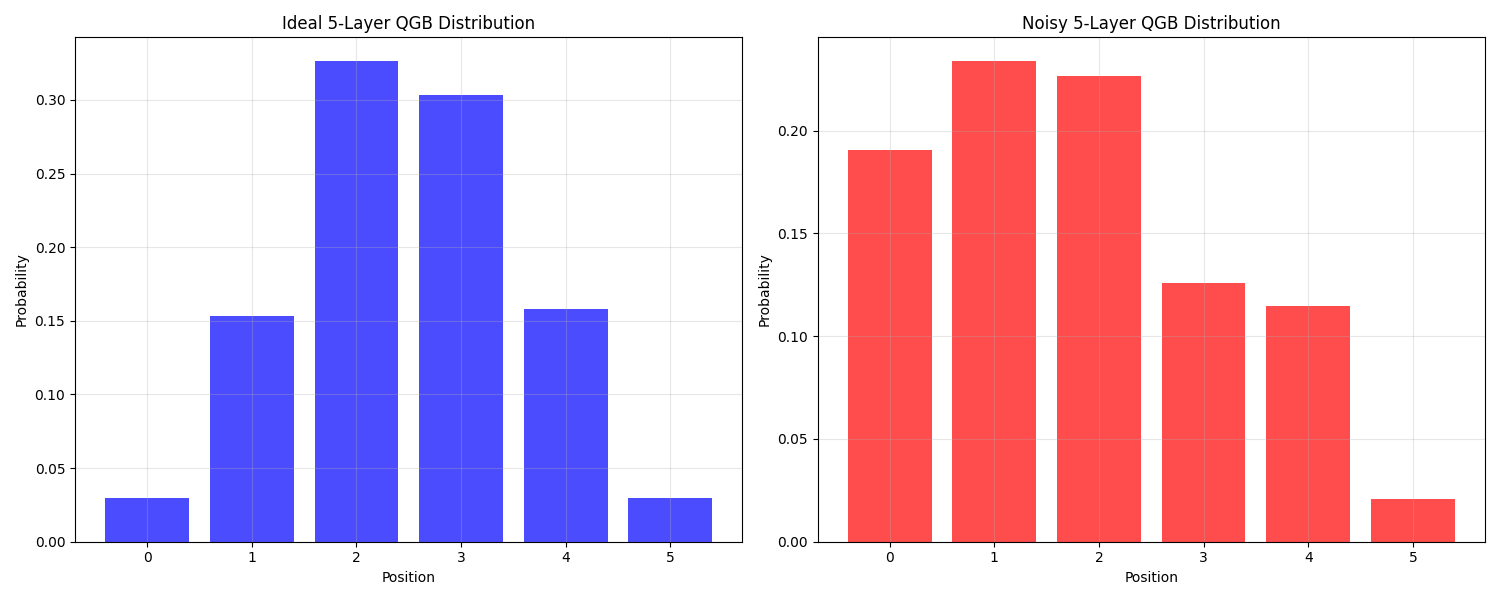 Ideal 5-Layer QGB Distribution
Probability
0.30
0.25
0.20
0.15
0.10
0.05
0.00
0 1 2 3 4 5
Position
Noisy 5-Layer QGB Distribution
Probability
0.20
0.15
0.10
0.05
0.00
0 1 2 3 4 5
Position